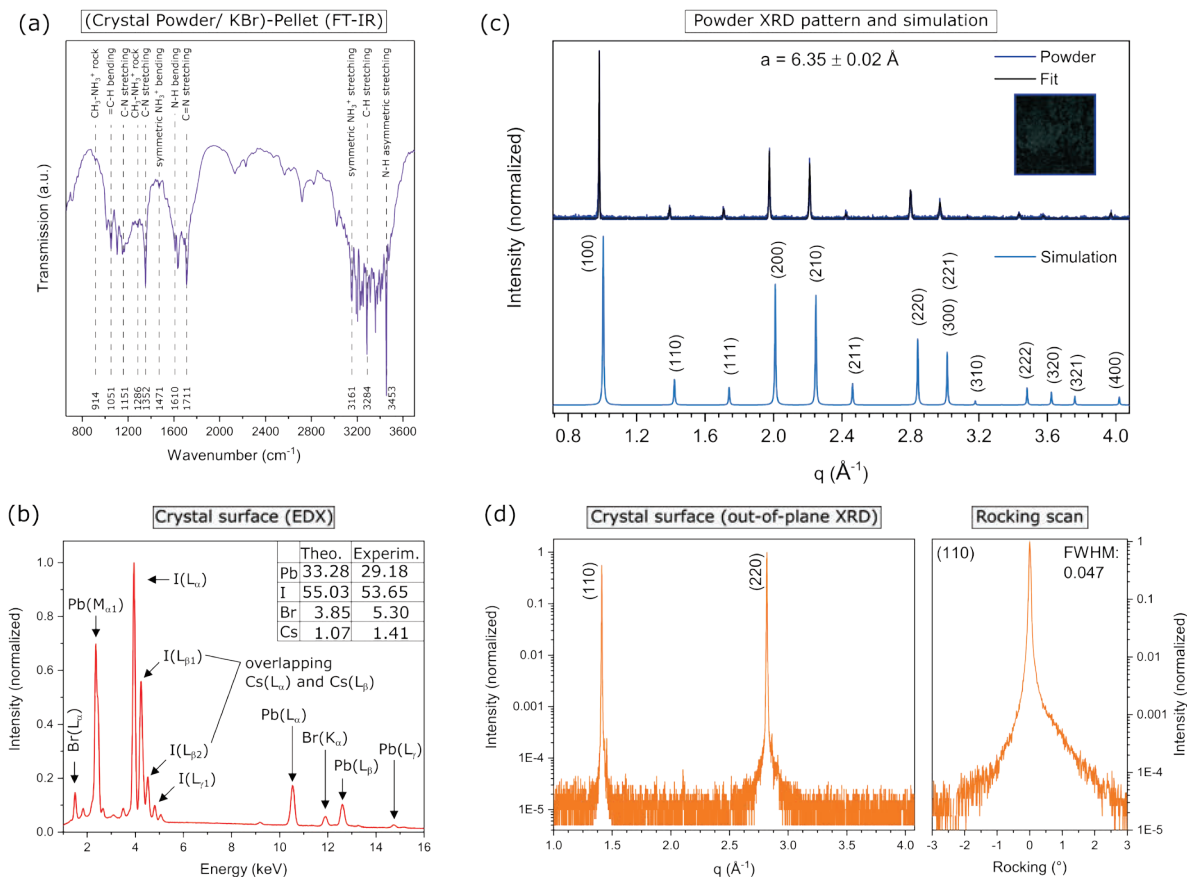 (a)
(Crystal Powder/ KBr)-Pellet (FT-IR)
CH₃-NH₃⁺ rock
=C-H bending
C-N stretching
CH₃-NH₃⁺ rock
C-N stretching
symmetric NH₃⁺ bending
N-H bending
C=N stretching
symmetric NH₃⁺ stretching
C-H stretching
N-H asymmetric stretching
914
1051
1151
1286
1352
1471
1610
1711
3161
3284
3453
Transmission (a.u.)
800 1200 1600 2000 2400 2800 3200 3600
Wavenumber (cm⁻¹)
(c)
Powder XRD pattern and simulation
a = 6.35 ± 0.02 Å
Powder
Fit
Simulation
(100)
(110)
(111)
(200)
(210)
(211)
(220)
(300) (221)
(310)
(222)
(320)
(321)
(400)
Intensity (normalized)
0.8 1.2 1.6 2.0 2.4 2.8 3.2 3.6 4.0
q (Å⁻¹)
(b)
Crystal surface (EDX)
Theo. Experim.
Pb 33.28 29.18
I 55.03 53.65
Br 3.85 5.30
Cs 1.07 1.41
I(Lα)
Pb(Mα1)
I(Lβ1)
overlapping
Cs(Lα) and Cs(Lβ)
Br(Lα)
I(Lβ2)
I(Lγ1)
Pb(Lα)
Br(Kα)
Pb(Lβ)
Pb(Lγ)
Intensity (normalized)
1.0
0.8
0.6
0.4
0.2
0.0
2 4 6 8 10 12 14 16
Energy (keV)
(d)
Crystal surface (out-of-plane XRD)
(110)
(220)
Intensity (normalized)
1
0.1
0.01
0.001
1E-4
1E-5
1.0 1.5 2.0 2.5 3.0 3.5 4.0
q (Å⁻¹)
Rocking scan
(110)
FWHM:
0.047
1
0.1
0.01
0.001
1E-4
1E-5
Intensity (normalized)
-3 -2 -1 0 1 2 3
Rocking (°)